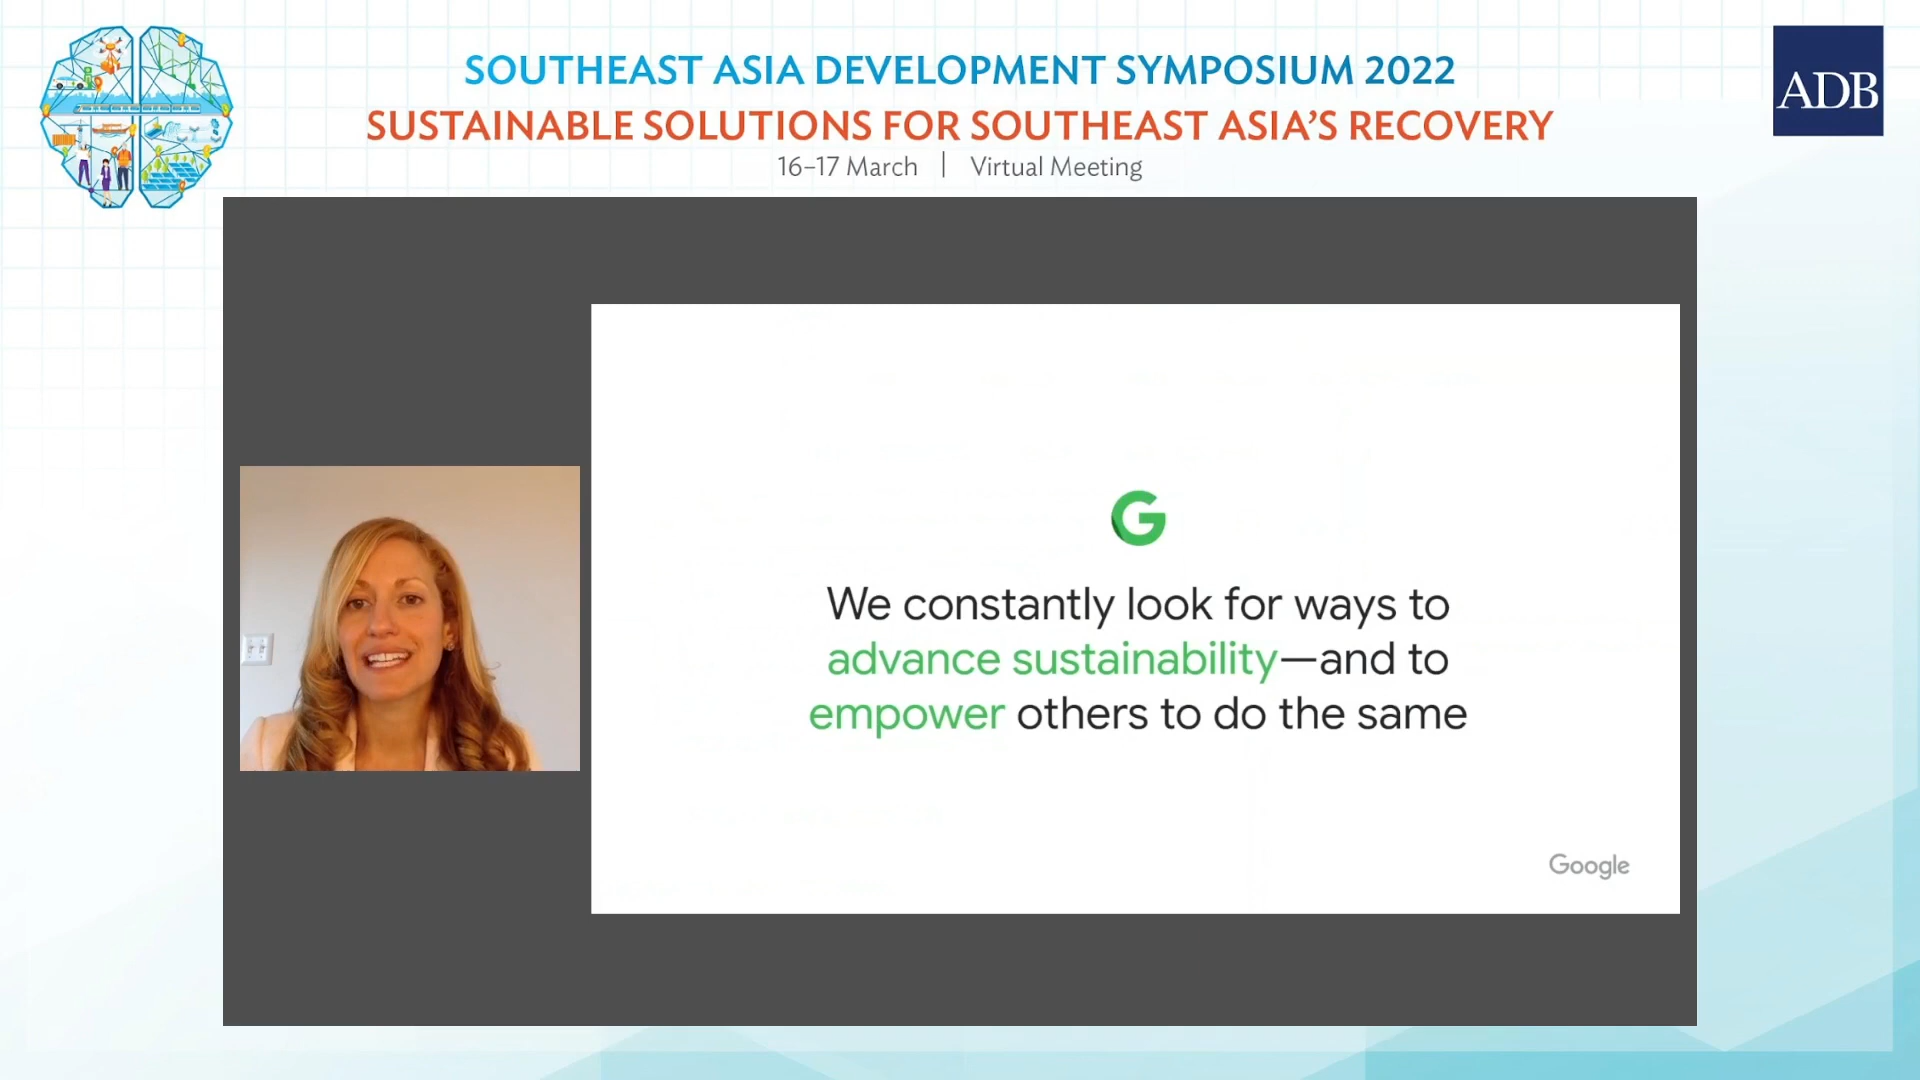 SOUTHEAST ASIA DEVELOPMENT SYMPOSIUM 2022
SUSTAINABLE SOLUTIONS FOR SOUTHEAST ASIA'S RECOVERY
16–17 March | Virtual Meeting
ADB
G
We constantly look for ways to
advance sustainability—and to
empower others to do the same
Google